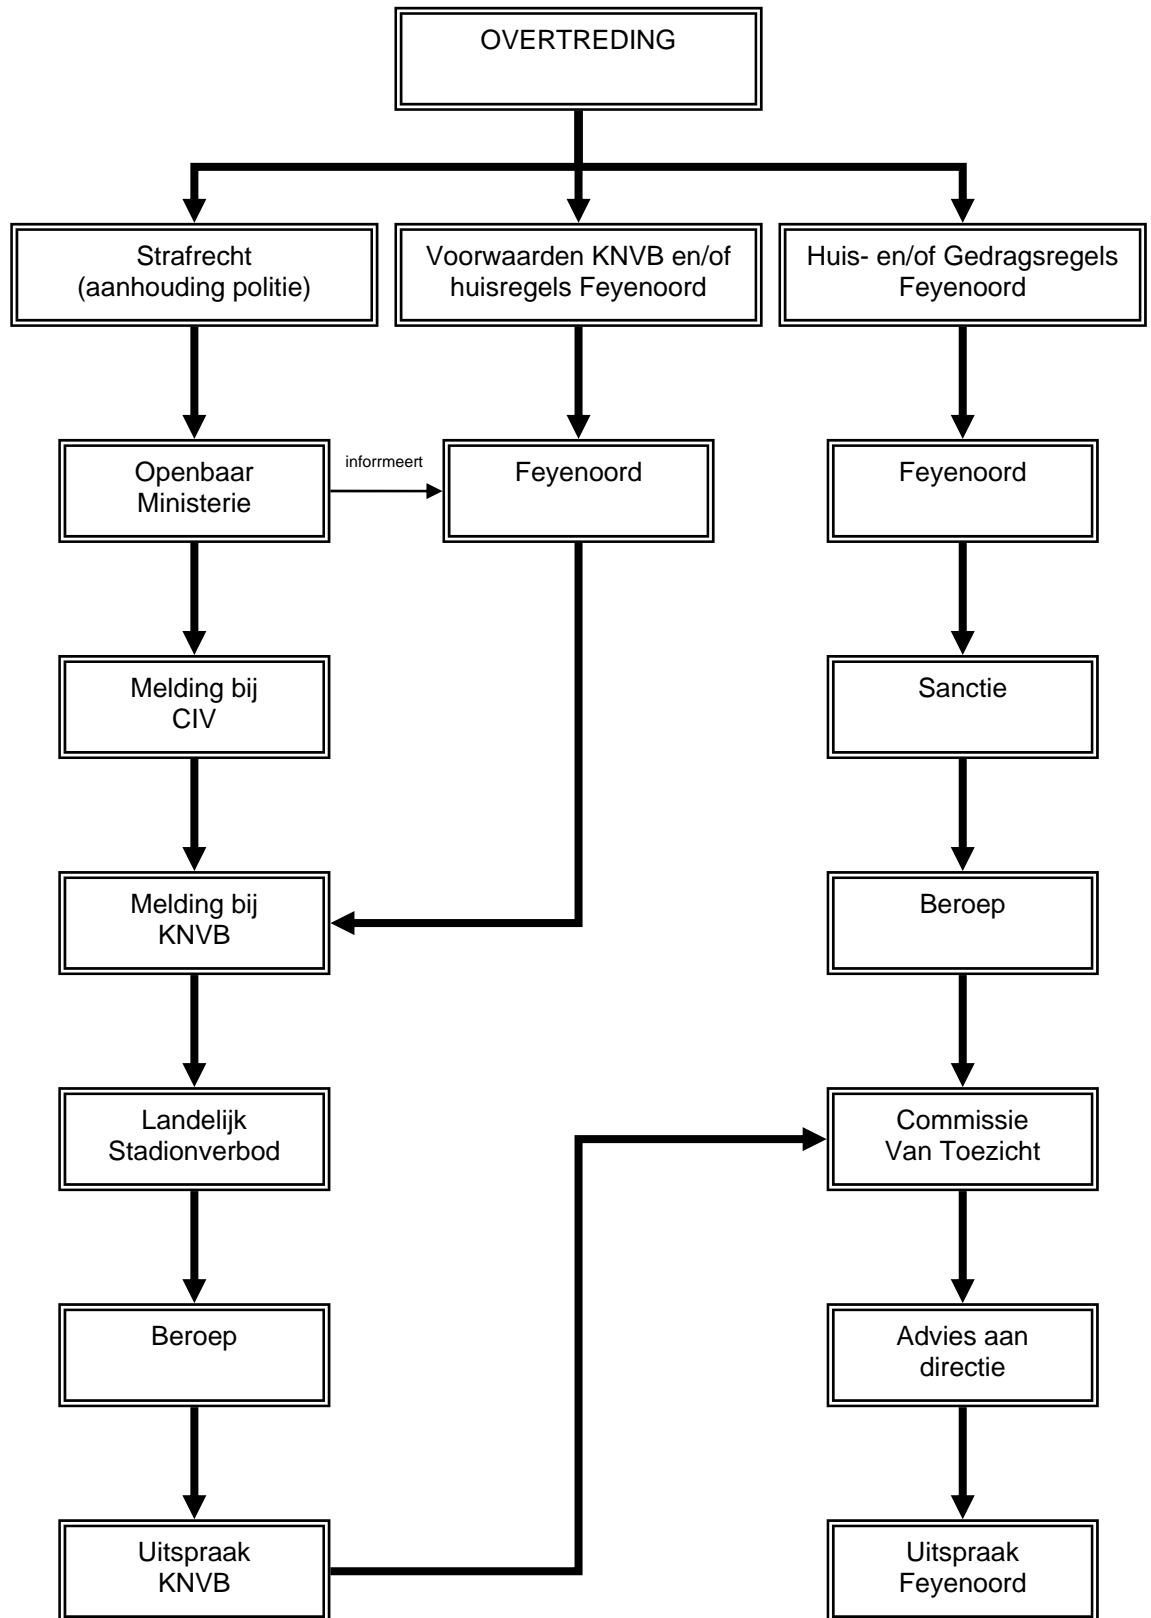 OVERTREDING
Strafrecht
(aanhouding politie)
Voorwaarden KNVB en/of
huisregels Feyenoord
Huis- en/of Gedragsregels
Feyenoord
Openbaar
Ministerie
inforrmeert
Feyenoord
Feyenoord
Melding bij
CIV
Sanctie
Melding bij
KNVB
Beroep
Landelijk
Stadionverbod
Commissie
Van Toezicht
Beroep
Advies aan
directie
Uitspraak
KNVB
Uitspraak
Feyenoord